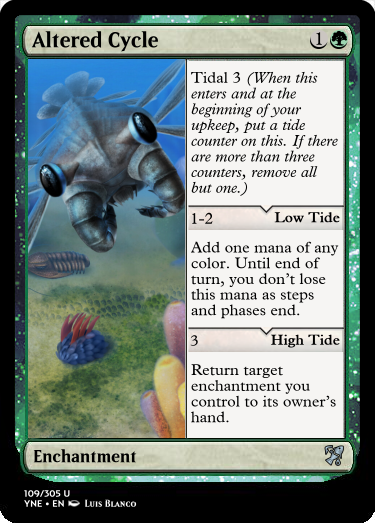 Altered Cycle
1
Tidal 3 (When this
enters and at the
beginning of your
upkeep, put a tide
counter on this. If there
are more than three
counters, remove all
but one.)
1-2 Low Tide
Add one mana of any
color. Until end of
turn, you don't lose
this mana as steps
and phases end.
3 High Tide
Return target
enchantment you
control to its owner's
hand.
Enchantment
109/305 U
YNE • EN Luis Blanco